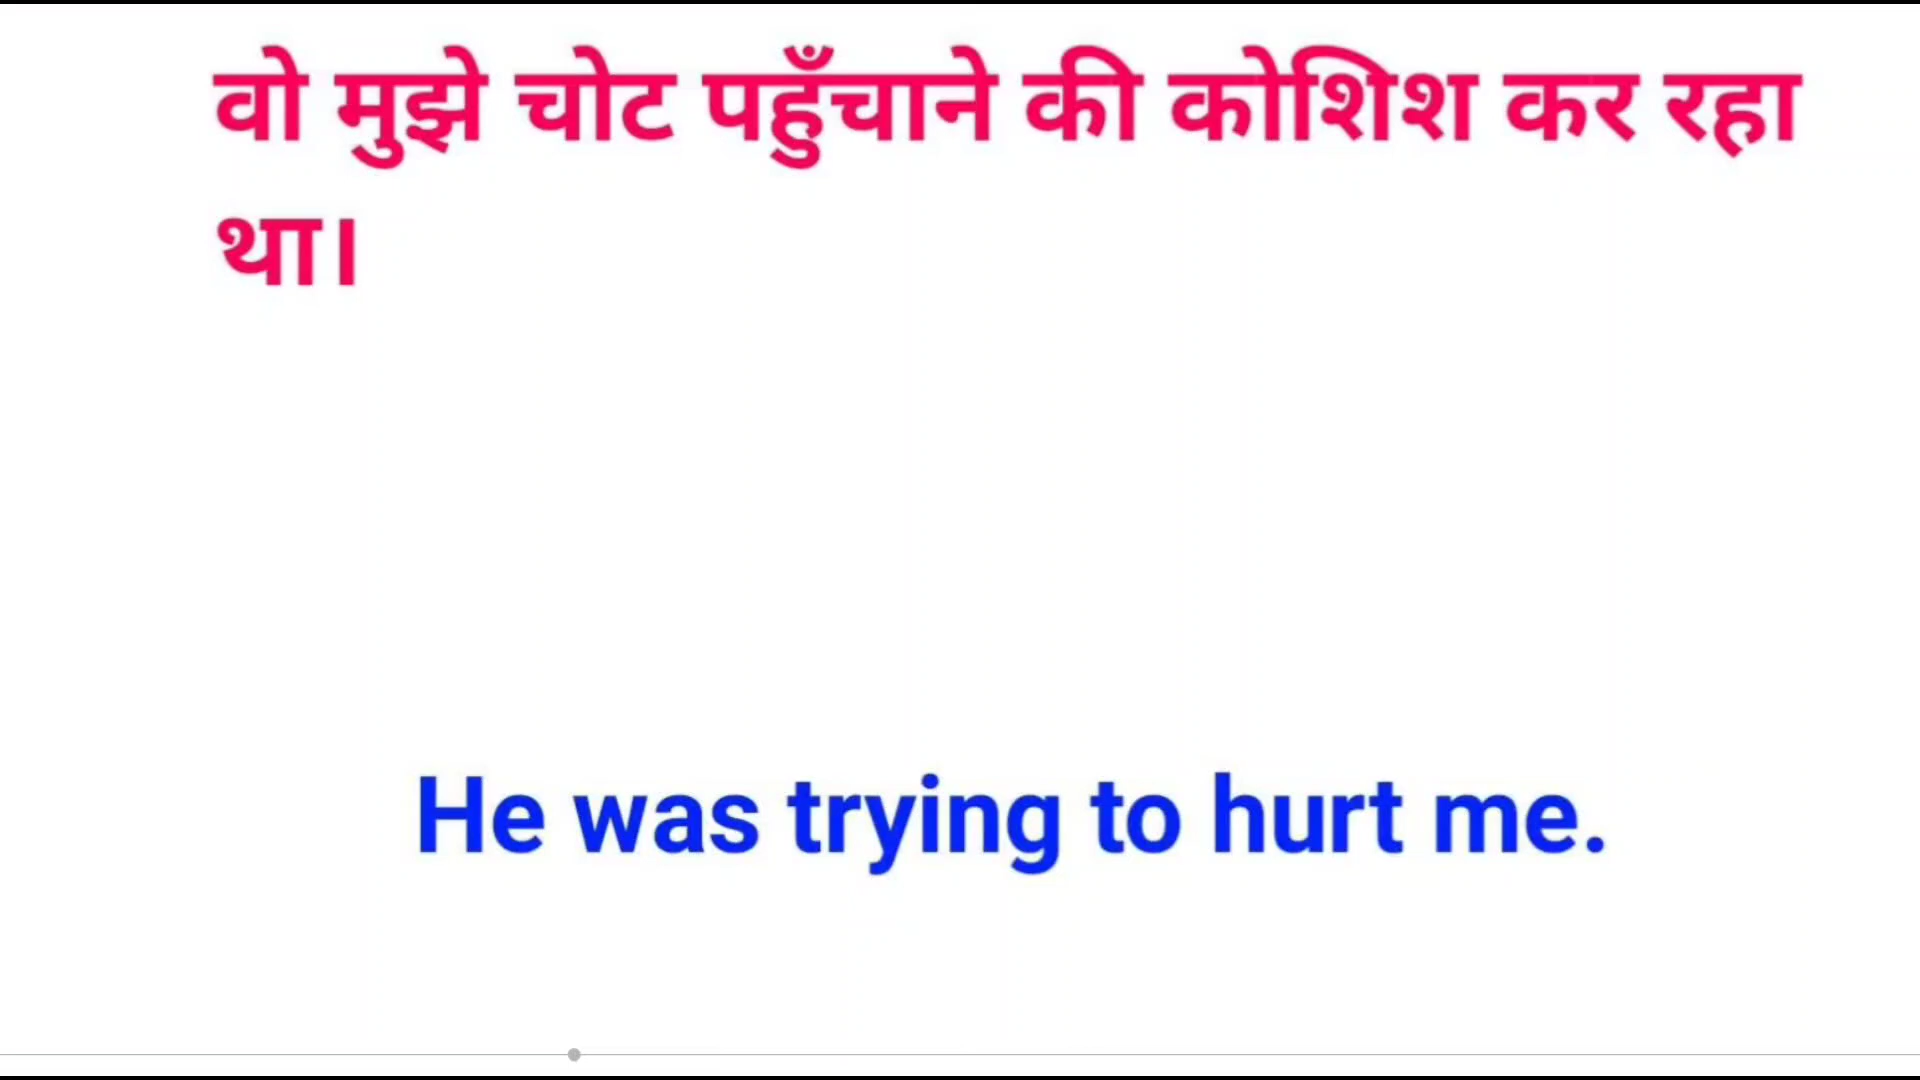 वो मुझे चोट पहुँचाने की कोशिश कर रहा
था।
He was trying to hurt me.